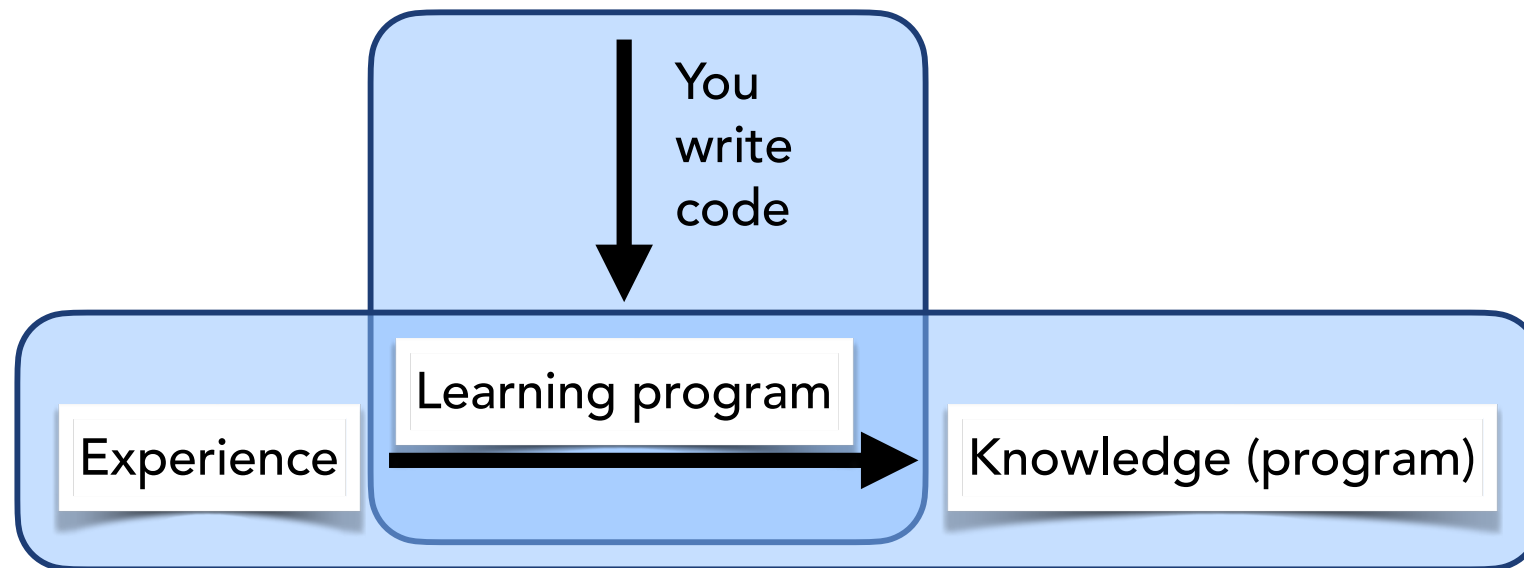 You
write
code
Learning program
Experience
Knowledge (program)